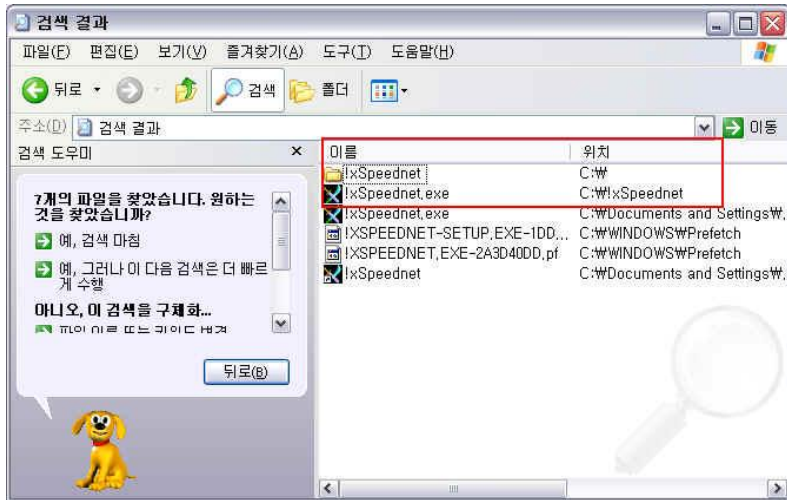 검색 결과
파일(F) 편집(E) 보기(V) 즐겨찾기(A) 도구(T) 도움말(H)
뒤로 검색 폴더
주소(D) 검색 결과 이동
검색 도우미 x
7개의 파일을 찾았습니다. 원하는
것을 찾았습니까?
예, 검색 마침
예, 그러나 이 다음 검색은 더 빠르
게 수행
아니오, 이 검색을 구체화...
뒤로(B)
이름 위치
!xSpeednet C:₩
!xSpeednet.exe C:₩!xSpeednet
!xSpeednet.exe C:₩Documents and Settings₩.
!XSPEEDNET-SETUP.EXE-1DD... C:₩WINDOWS₩Prefetch
!XSPEEDNET.EXE-2A3D40DD.pf C:₩WINDOWS₩Prefetch
!xSpeednet C:₩Documents and Settings₩.